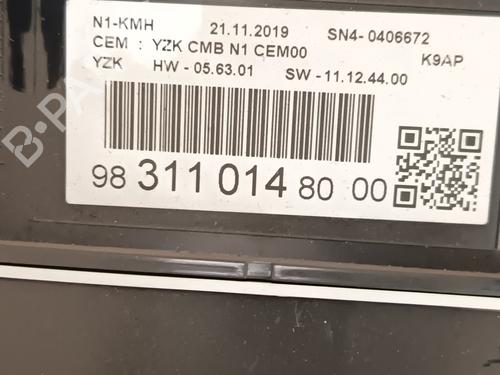 N1-KMH 21.11.2019 SN4- 0406672
CEM : YZK CMB N1 CEM00 K9AP
YZK HW - 05.63.01 SW - 11.12.44.00
98 311 014 80 00
B-PA